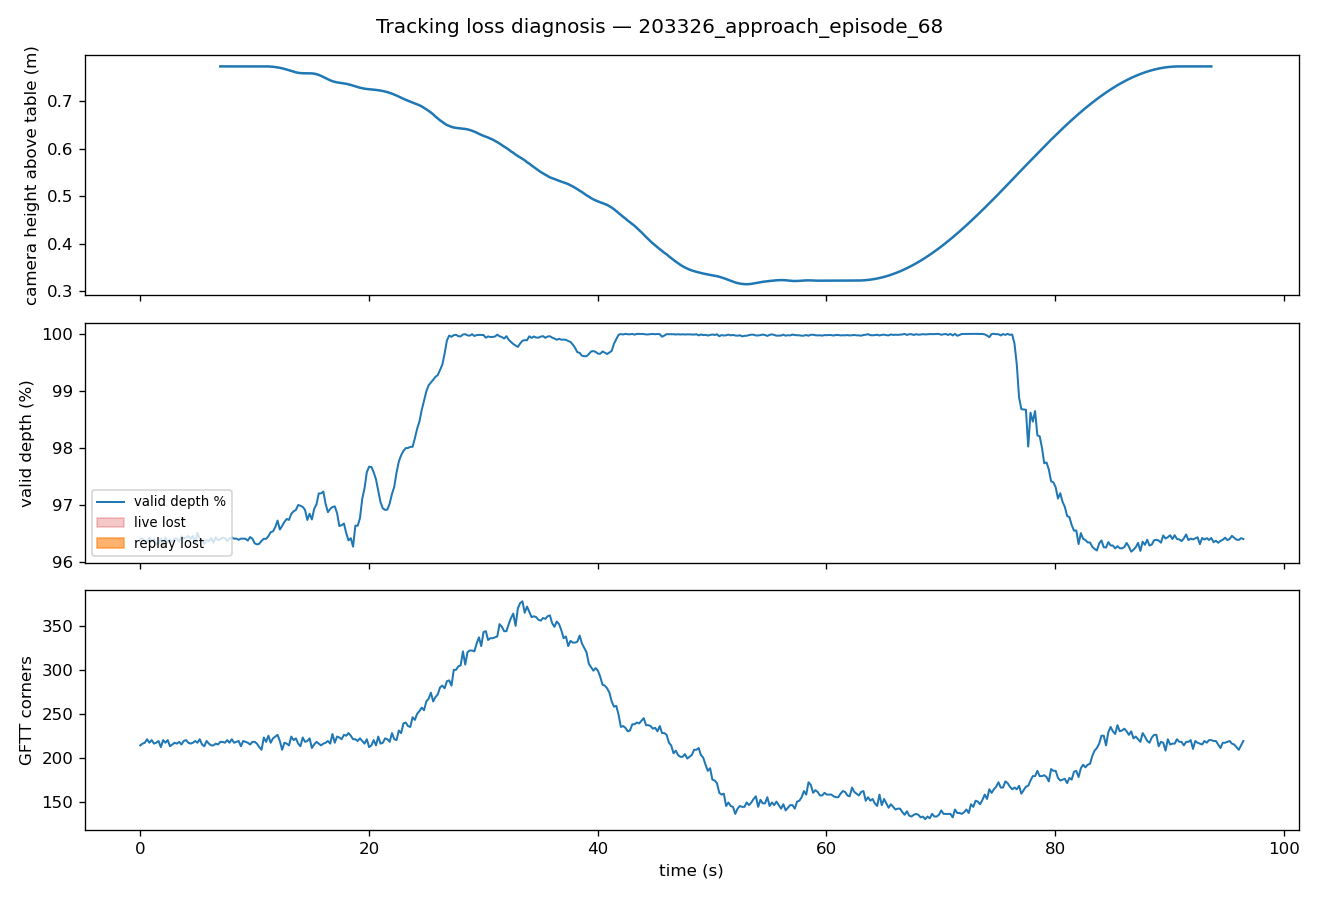 Tracking loss diagnosis — 203326_approach_episode_68
camera height above table (m)
0.7
0.6
0.5
0.4
0.3
valid depth (%)
100
99
98
97
96
valid depth %
live lost
replay lost
GFTT corners
350
300
250
200
150
0 20 40 60 80 100
time (s)